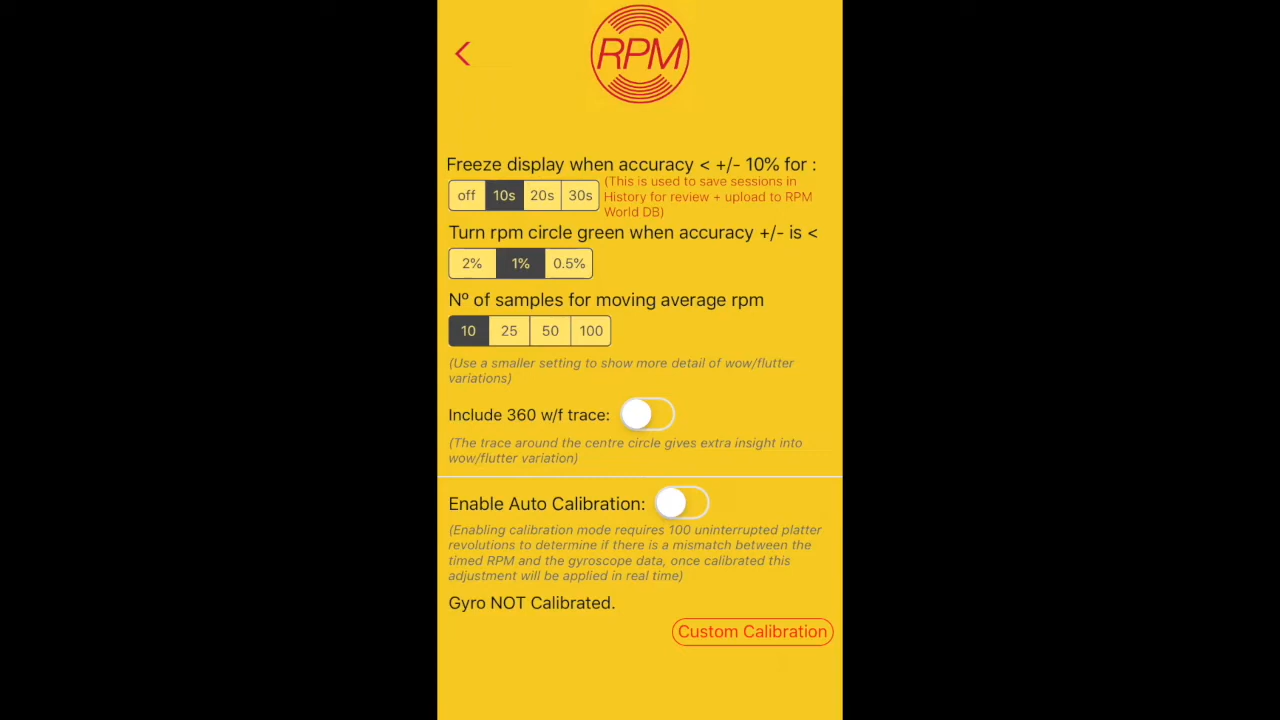 RPM
Freeze display when accuracy < +/- 10% for :
off 10s 20s 30s
(This is used to save sessions in
History for review + upload to RPM
World DB)
Turn rpm circle green when accuracy +/- is <
2% 1% 0.5%
Nº of samples for moving average rpm
10 25 50 100
(Use a smaller setting to show more detail of wow/flutter
variations)
Include 360 w/f trace:
(The trace around the centre circle gives extra insight into
wow/flutter variation)
Enable Auto Calibration:
(Enabling calibration mode requires 100 uninterrupted platter
revolutions to determine if there is a mismatch between the
timed RPM and the gyroscope data, once calibrated this
adjustment will be applied in real time)
Gyro NOT Calibrated.
Custom Calibration